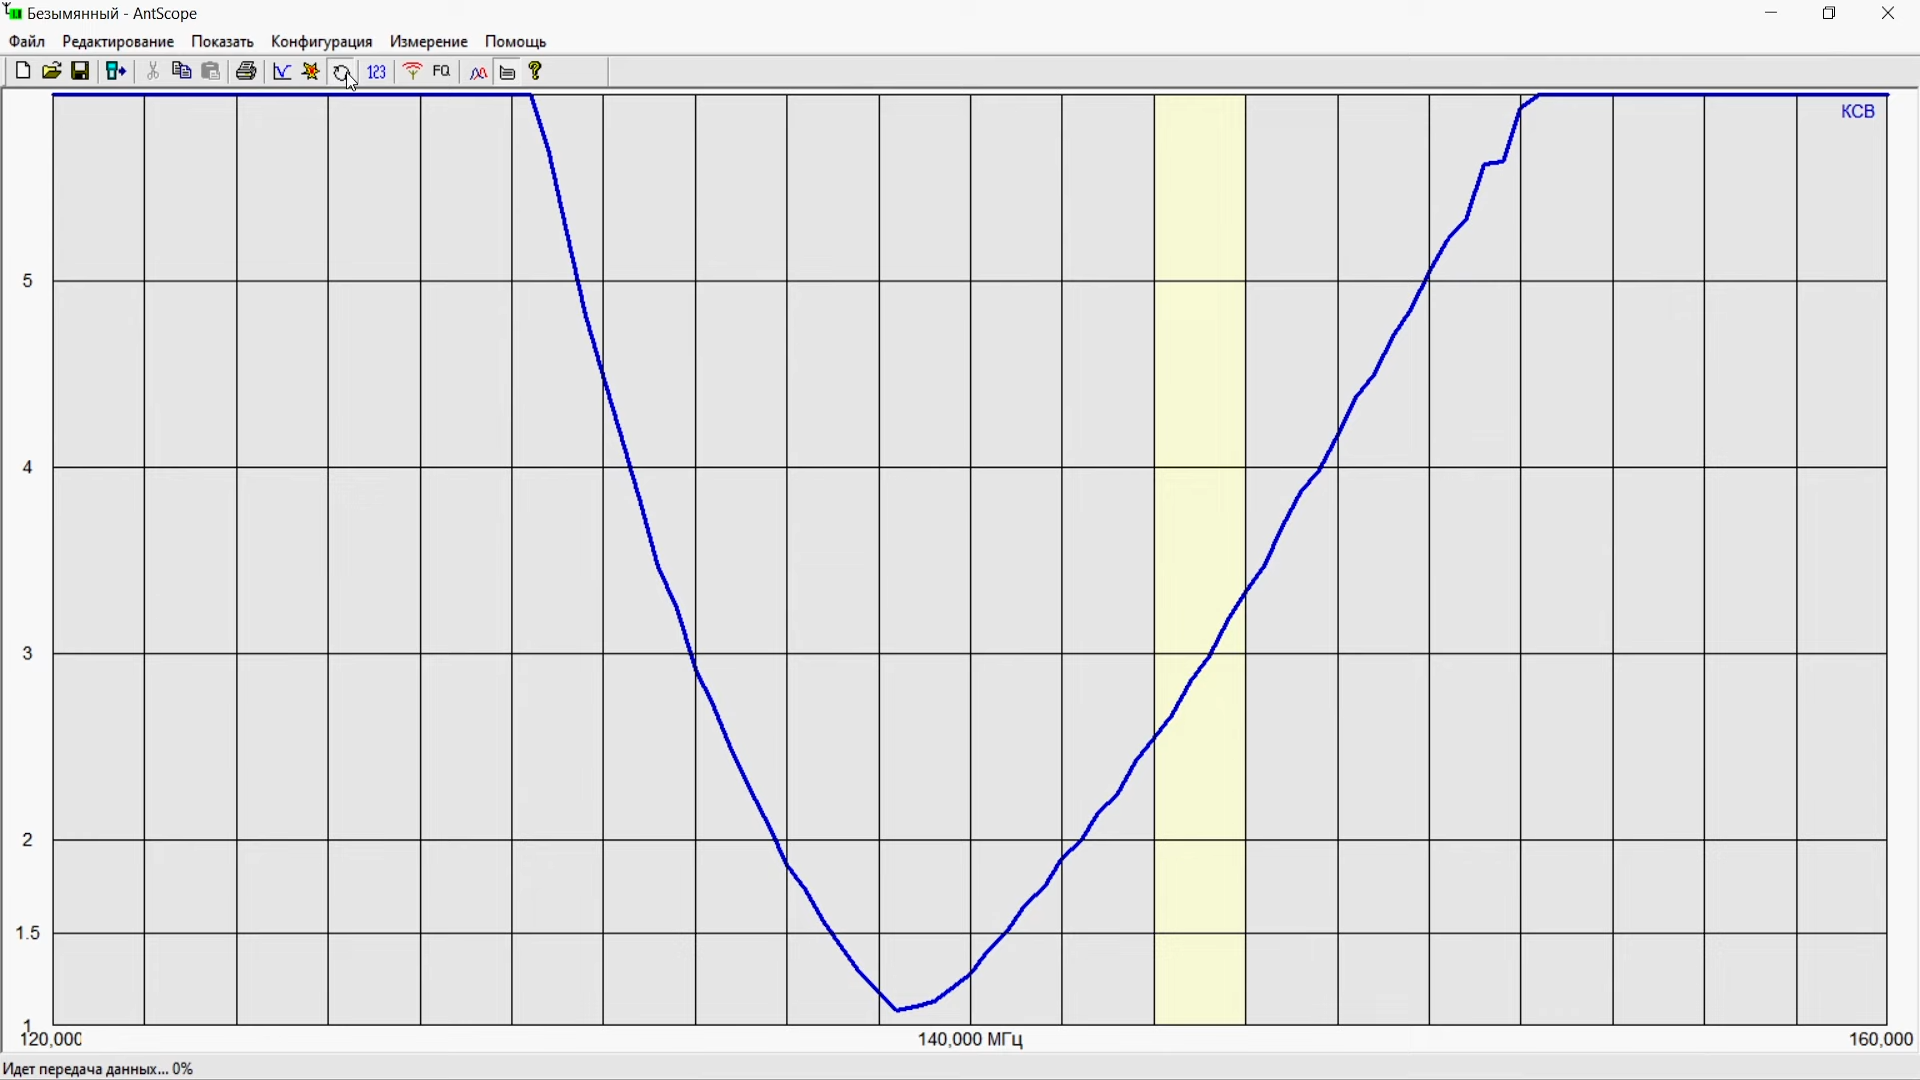 Безымянный - AntScope
Файл Редактирование Показать Конфигурация Измерение Помощь
123 FQ ?
КСВ
5
4
3
2
1.5
1
120,000 140,000 МГц 160,000
Идет передача данных... 0%